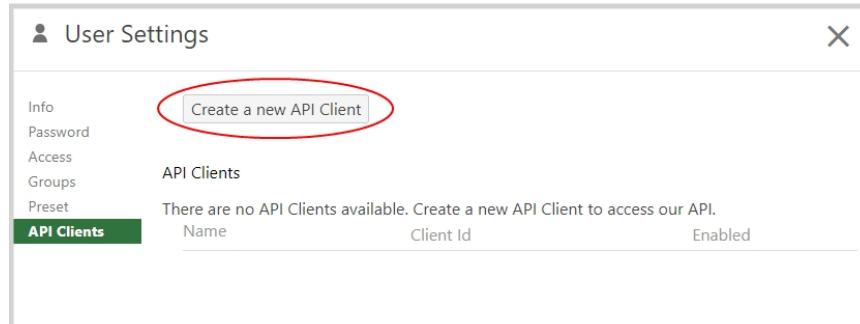 User Settings
Info
Password
Access
Groups
Preset
API Clients
Create a new API Client
API Clients
There are no API Clients available. Create a new API Client to access our API.
Name Client Id Enabled